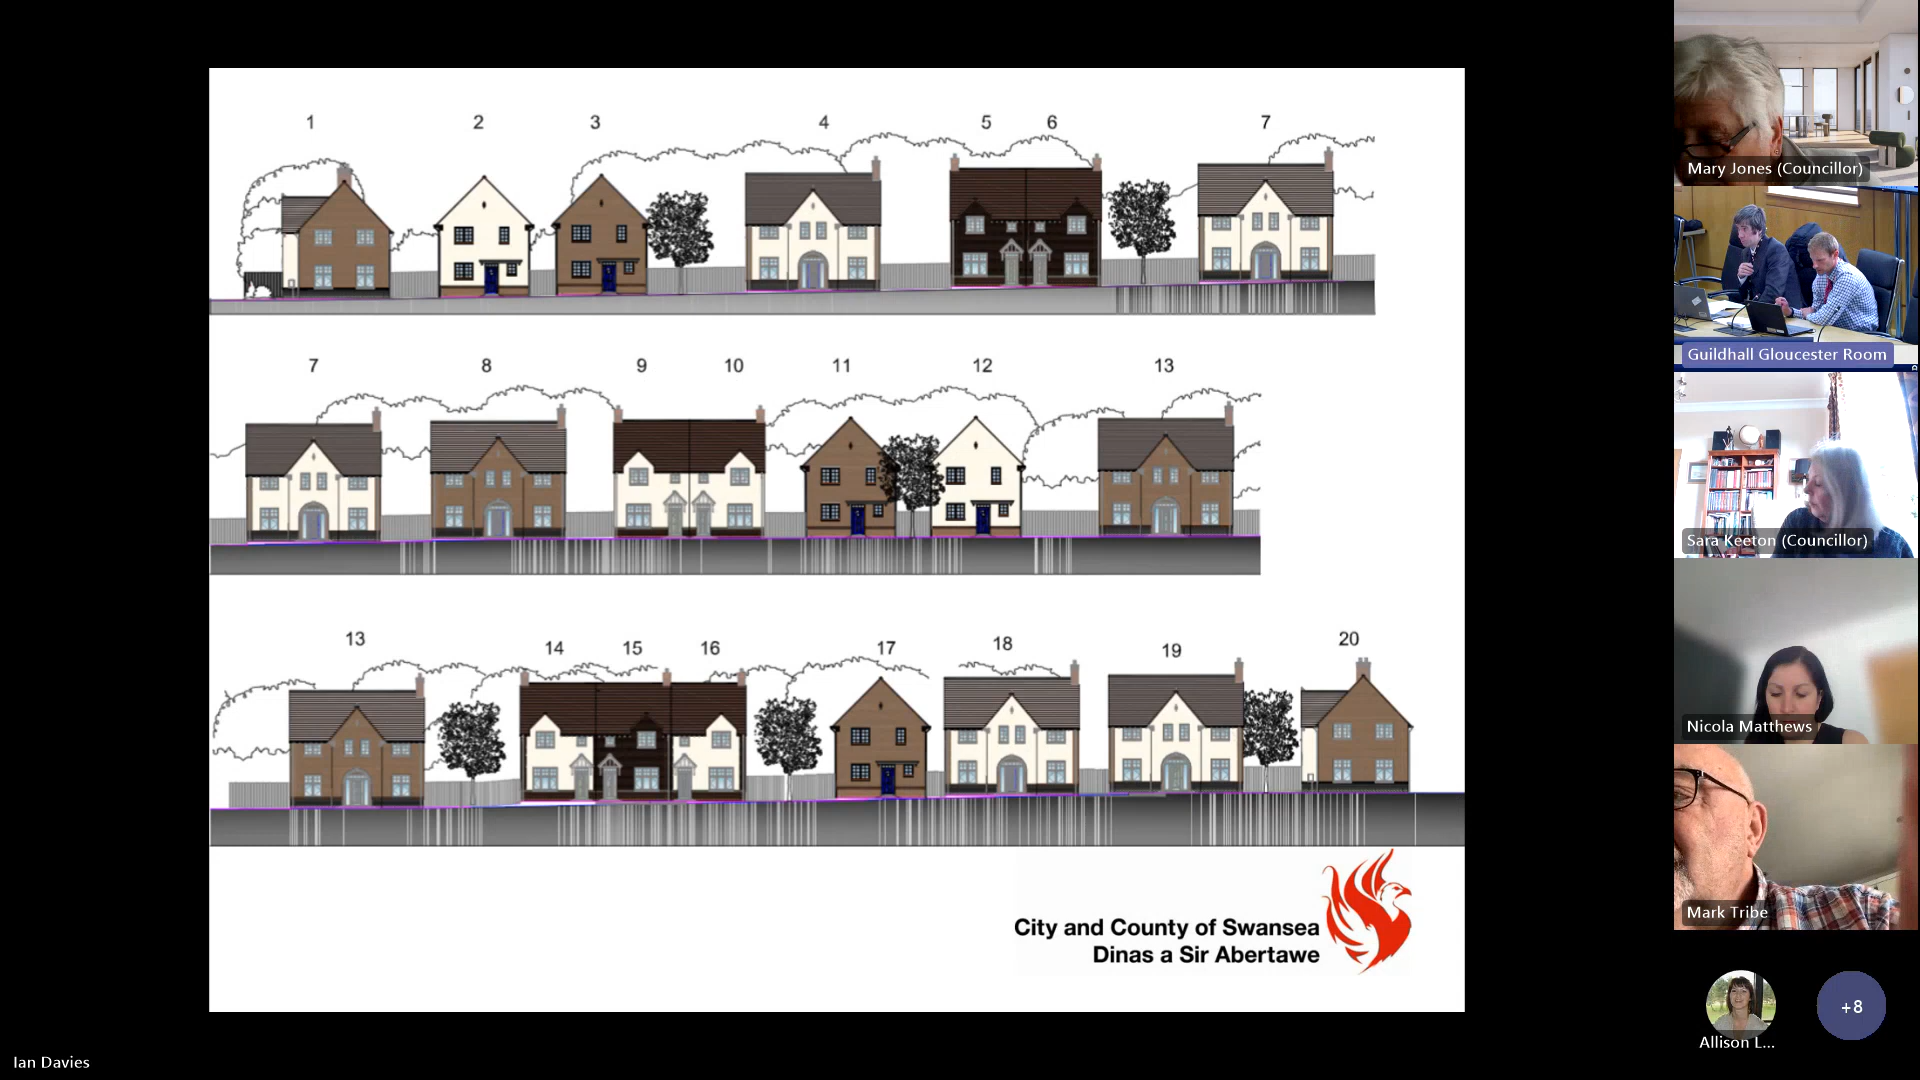 1 2 3 4 5 6 7
7 8 9 10 11 12 13
13 14 15 16 17 18 19 20
City and County of Swansea
Dinas a Sir Abertawe
Mary Jones (Councillor)
Guildhall Gloucester Room
Sara Keeton (Councillor)
Nicola Matthews
Mark Tribe
Allison L...
+8
Ian Davies